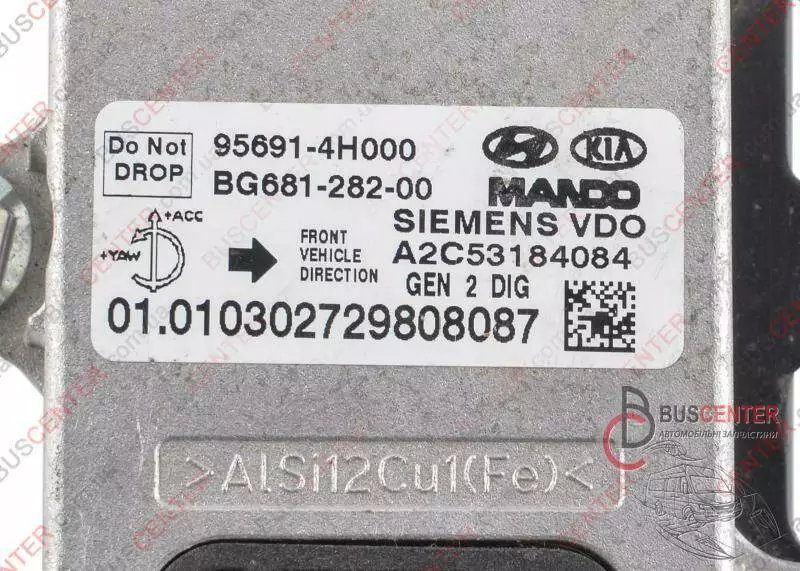 Do Not
DROP
95691-4H000
BG681-282-00
KIA
MANDO
SIEMENS VDO
+ACC
+YAW
FRONT
VEHICLE
DIRECTION
A2C53184084
GEN 2 DIG
01.010302729808087
>AlSi12Cu1(Fe)<
BUSCENTER
АВТОМОБІЛЬНІ ЗАПЧАСТИНИ